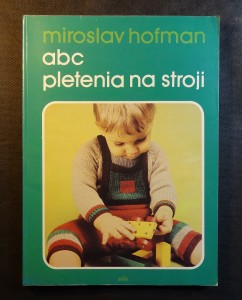 miroslav hofman
abc
pletenia na stroji